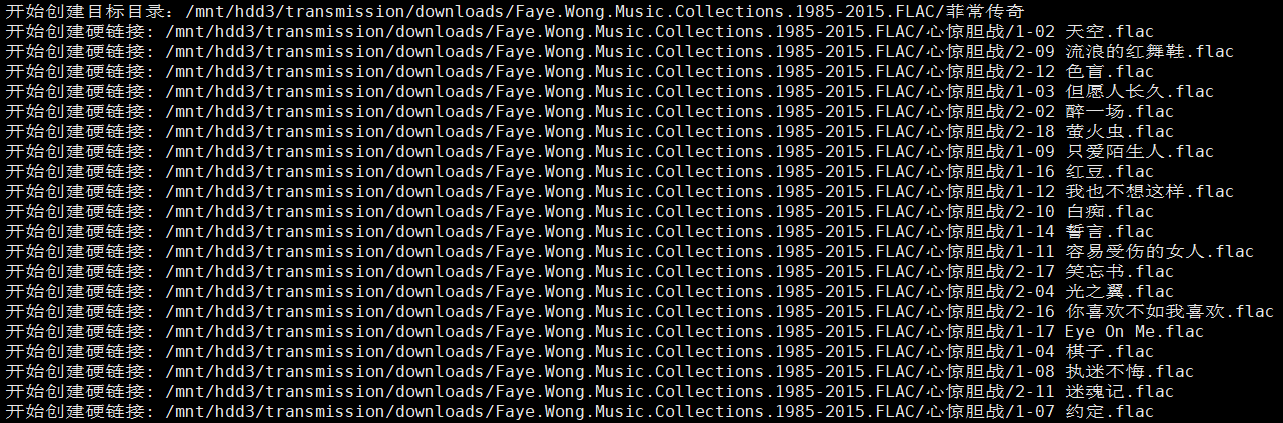 开始创建目标目录：/mnt/hdd3/transmission/downloads/Faye.Wong.Music.Collections.1985-2015.FLAC/菲常传奇
开始创建硬链接: /mnt/hdd3/transmission/downloads/Faye.Wong.Music.Collections.1985-2015.FLAC/心惊胆战/1-02 天空.flac
开始创建硬链接: /mnt/hdd3/transmission/downloads/Faye.Wong.Music.Collections.1985-2015.FLAC/心惊胆战/2-09 流浪的红舞鞋.flac
开始创建硬链接: /mnt/hdd3/transmission/downloads/Faye.Wong.Music.Collections.1985-2015.FLAC/心惊胆战/2-12 色盲.flac
开始创建硬链接: /mnt/hdd3/transmission/downloads/Faye.Wong.Music.Collections.1985-2015.FLAC/心惊胆战/1-03 但愿人长久.flac
开始创建硬链接: /mnt/hdd3/transmission/downloads/Faye.Wong.Music.Collections.1985-2015.FLAC/心惊胆战/2-02 醉一场.flac
开始创建硬链接: /mnt/hdd3/transmission/downloads/Faye.Wong.Music.Collections.1985-2015.FLAC/心惊胆战/2-18 萤火虫.flac
开始创建硬链接: /mnt/hdd3/transmission/downloads/Faye.Wong.Music.Collections.1985-2015.FLAC/心惊胆战/1-09 只爱陌生人.flac
开始创建硬链接: /mnt/hdd3/transmission/downloads/Faye.Wong.Music.Collections.1985-2015.FLAC/心惊胆战/1-16 红豆.flac
开始创建硬链接: /mnt/hdd3/transmission/downloads/Faye.Wong.Music.Collections.1985-2015.FLAC/心惊胆战/1-12 我也不想这样.flac
开始创建硬链接: /mnt/hdd3/transmission/downloads/Faye.Wong.Music.Collections.1985-2015.FLAC/心惊胆战/2-10 白痴.flac
开始创建硬链接: /mnt/hdd3/transmission/downloads/Faye.Wong.Music.Collections.1985-2015.FLAC/心惊胆战/1-14 誓言.flac
开始创建硬链接: /mnt/hdd3/transmission/downloads/Faye.Wong.Music.Collections.1985-2015.FLAC/心惊胆战/1-11 容易受伤的女人.flac
开始创建硬链接: /mnt/hdd3/transmission/downloads/Faye.Wong.Music.Collections.1985-2015.FLAC/心惊胆战/2-17 笑忘书.flac
开始创建硬链接: /mnt/hdd3/transmission/downloads/Faye.Wong.Music.Collections.1985-2015.FLAC/心惊胆战/2-04 光之翼.flac
开始创建硬链接: /mnt/hdd3/transmission/downloads/Faye.Wong.Music.Collections.1985-2015.FLAC/心惊胆战/2-16 你喜欢不如我喜欢.flac
开始创建硬链接: /mnt/hdd3/transmission/downloads/Faye.Wong.Music.Collections.1985-2015.FLAC/心惊胆战/1-17 Eye On Me.flac
开始创建硬链接: /mnt/hdd3/transmission/downloads/Faye.Wong.Music.Collections.1985-2015.FLAC/心惊胆战/1-04 棋子.flac
开始创建硬链接: /mnt/hdd3/transmission/downloads/Faye.Wong.Music.Collections.1985-2015.FLAC/心惊胆战/1-08 执迷不悔.flac
开始创建硬链接: /mnt/hdd3/transmission/downloads/Faye.Wong.Music.Collections.1985-2015.FLAC/心惊胆战/2-11 迷魂记.flac
开始创建硬链接: /mnt/hdd3/transmission/downloads/Faye.Wong.Music.Collections.1985-2015.FLAC/心惊胆战/1-07 约定.flac